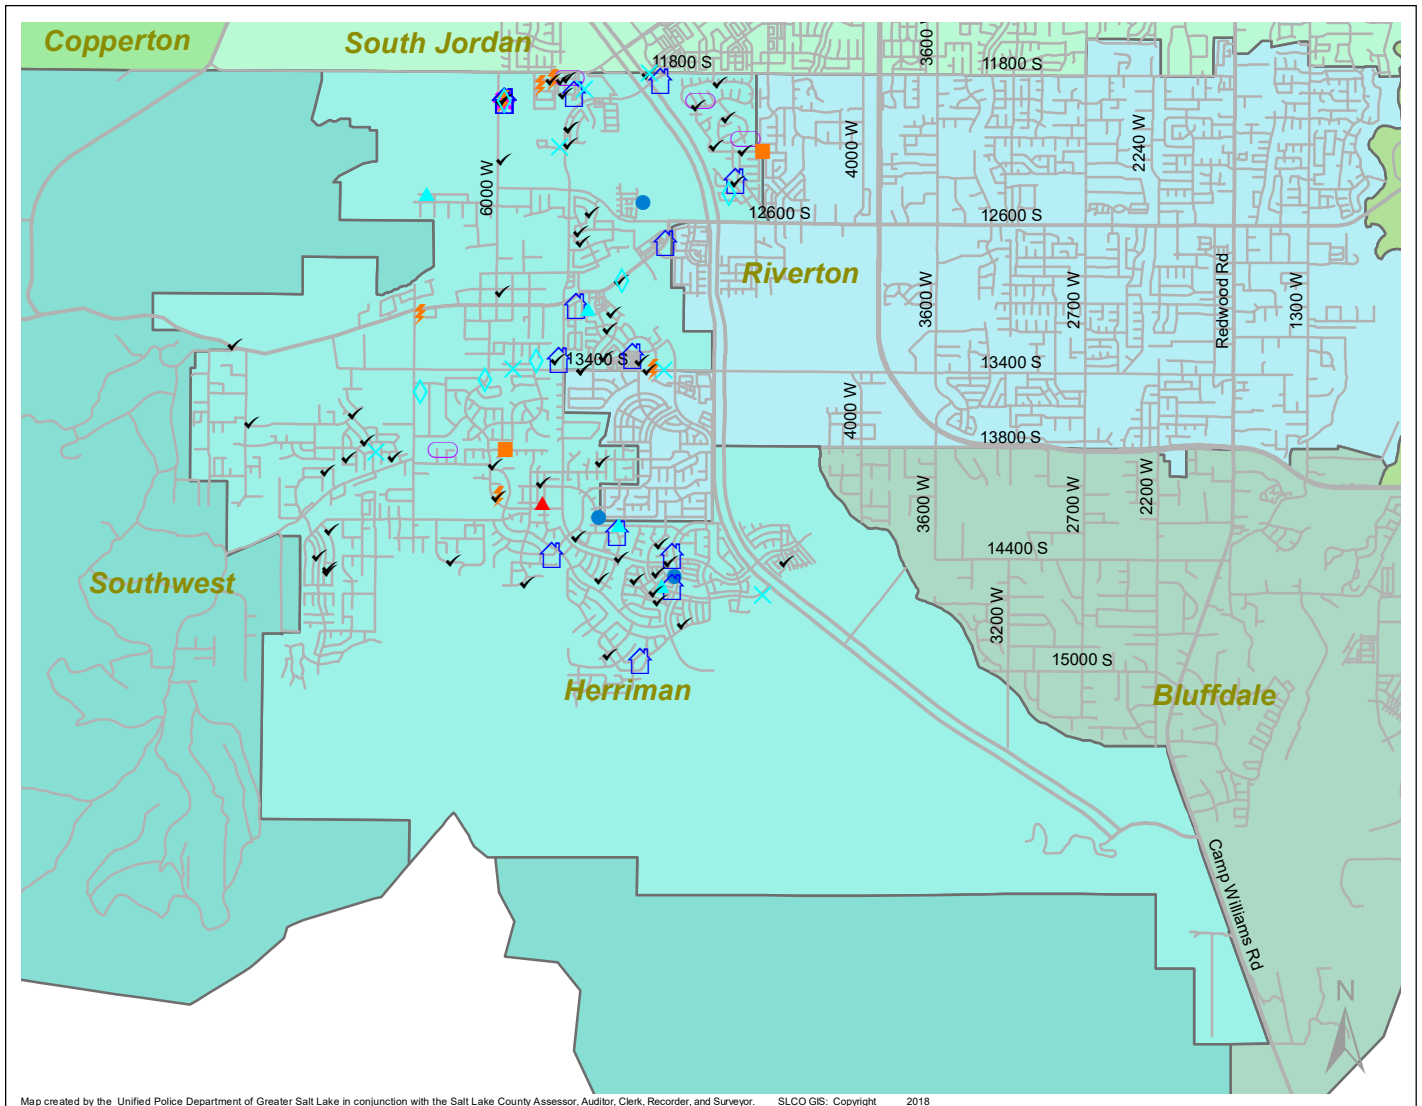 Copperton
South Jordan
11800 S
3600
11800 S
4000 W
2240 W
6000 W
12600 S
12600 S
Riverton
3600 W
2700 W
Redwood Rd
1300 W
13400 S
13400 S
4000 W
13800 S
3600 W
2700 W
2200 W
14400 S
Southwest
3200 W
15000 S
Herriman
Bluffdale
Camp Williams Rd
N
Map created by the Unified Police Department of Greater Salt Lake in conjunction with the Salt Lake County Assessor, Auditor, Clerk, Recorder, and Surveyor. SLCO GIS: Copyright 2018